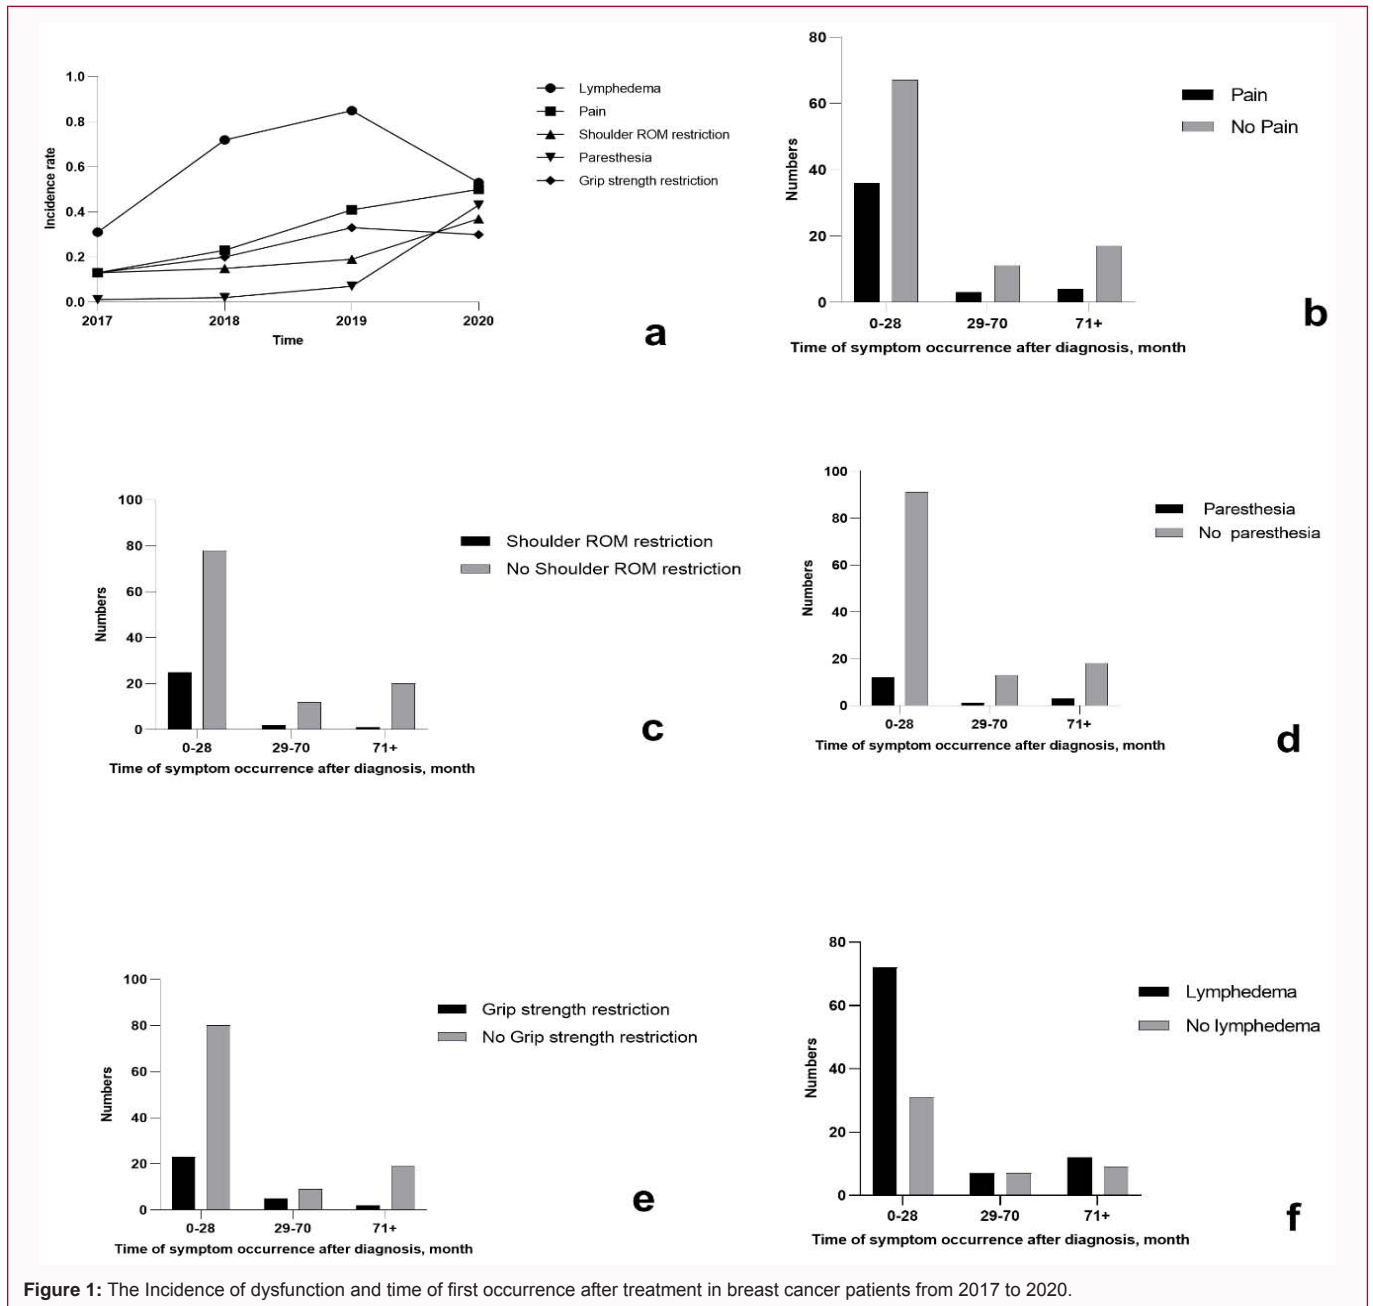 1.0
0.8
0.6
0.4
0.2
0.0
Incidence rate
2017 2018 2019 2020
Time
Lymphedema
Pain
Shoulder ROM restriction
Paresthesia
Grip strength restriction
a
80
60
40
20
0
Numbers
0-28 29-70 71+
Time of symptom occurrence after diagnosis, month
Pain
No Pain
b
100
80
60
40
20
0
Numbers
0-28 29-70 71+
Time of symptom occurrence after diagnosis, month
Shoulder ROM restriction
No Shoulder ROM restriction
c
100
80
60
40
20
0
Numbers
0-28 29-70 71+
Time of symptom occurrence after diagnosis, month
Paresthesia
No paresthesia
d
100
80
60
40
20
0
Numbers
0-28 29-70 71+
Time of symptom occurrence after diagnosis, month
Grip strength restriction
No Grip strength restriction
e
80
60
40
20
0
Numbers
0-28 29-70 71+
Time of symptom occurrence after diagnosis, month
Lymphedema
No lymphedema
f
Figure 1: The Incidence of dysfunction and time of first occurrence after treatment in breast cancer patients from 2017 to 2020.